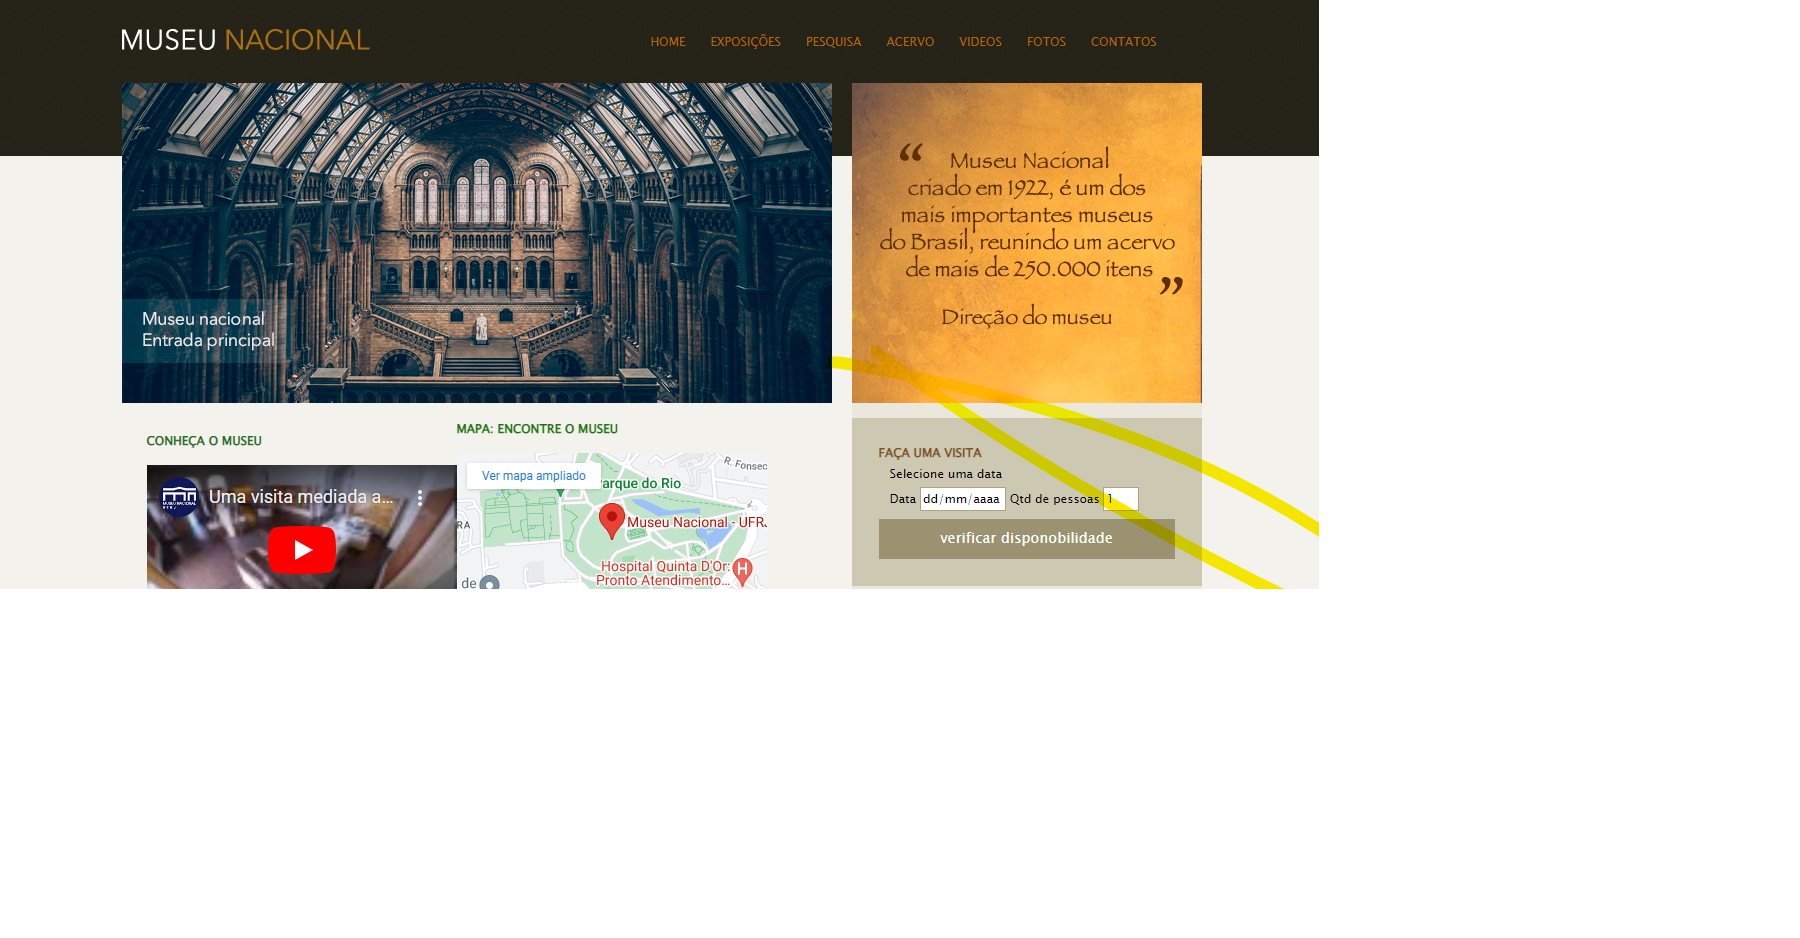 MUSEU NACIONAL
HOME EXPOSIÇÕES PESQUISA ACERVO VIDEOS FOTOS CONTATOS
Museu nacional
Entrada principal
“ Museu Nacional
criado em 1922, é um dos
mais importantes museus
do Brasil, reunindo um acervo
de mais de 250.000 itens ”
Direção do museu
CONHEÇA O MUSEU
Uma visita mediada a...
MUSEU NACIONAL
UFRJ
MAPA: ENCONTRE O MUSEU
Ver mapa ampliado
R. Fonsec
arque do Rio
RA
Museu Nacional - UFRJ
Hospital Quinta D'Or:
Pronto Atendimento...
H
de
FAÇA UMA VISITA
Selecione uma data
Data dd/mm/aaaa Qtd de pessoas 1
verificar disponobilidade